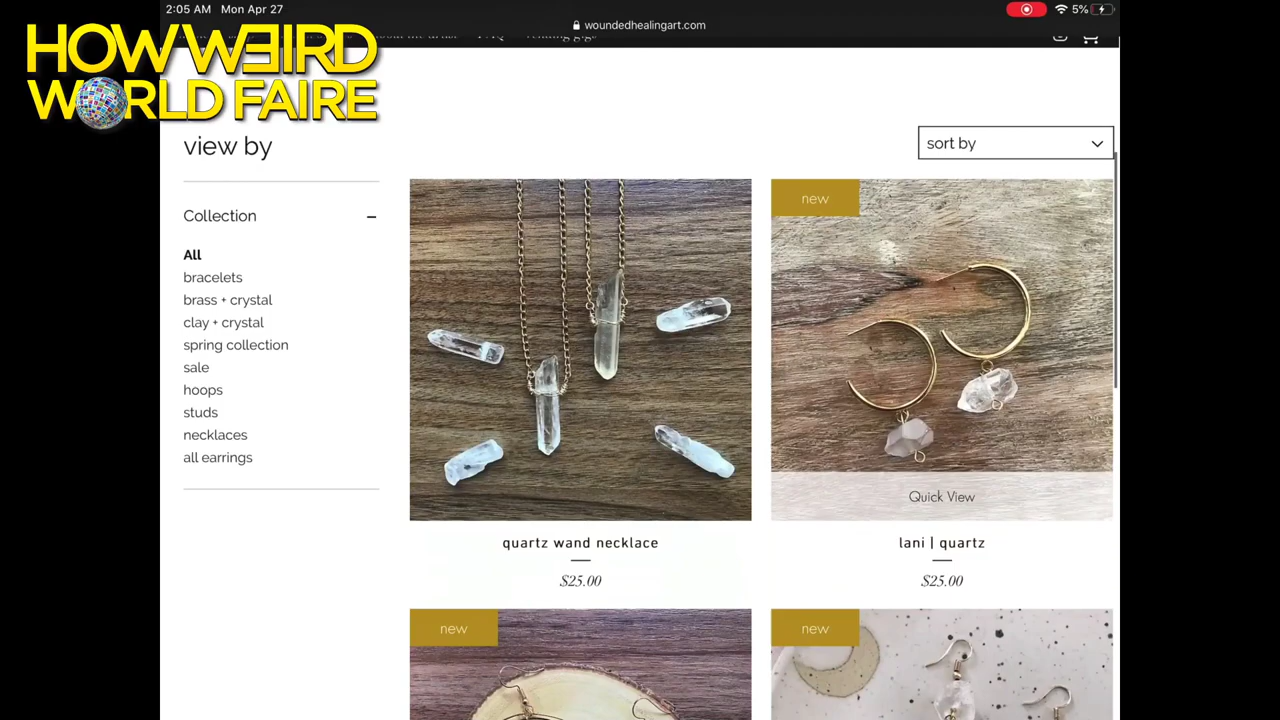 2:05 AM Mon Apr 27
5%
woundedhealingart.com
HOW WEIRD
WORLD FAIRE
view by
sort by
Collection
All
bracelets
brass + crystal
clay + crystal
spring collection
sale
hoops
studs
necklaces
all earrings
new
Quick View
quartz wand necklace
$25.00
lani | quartz
$25.00
new
new